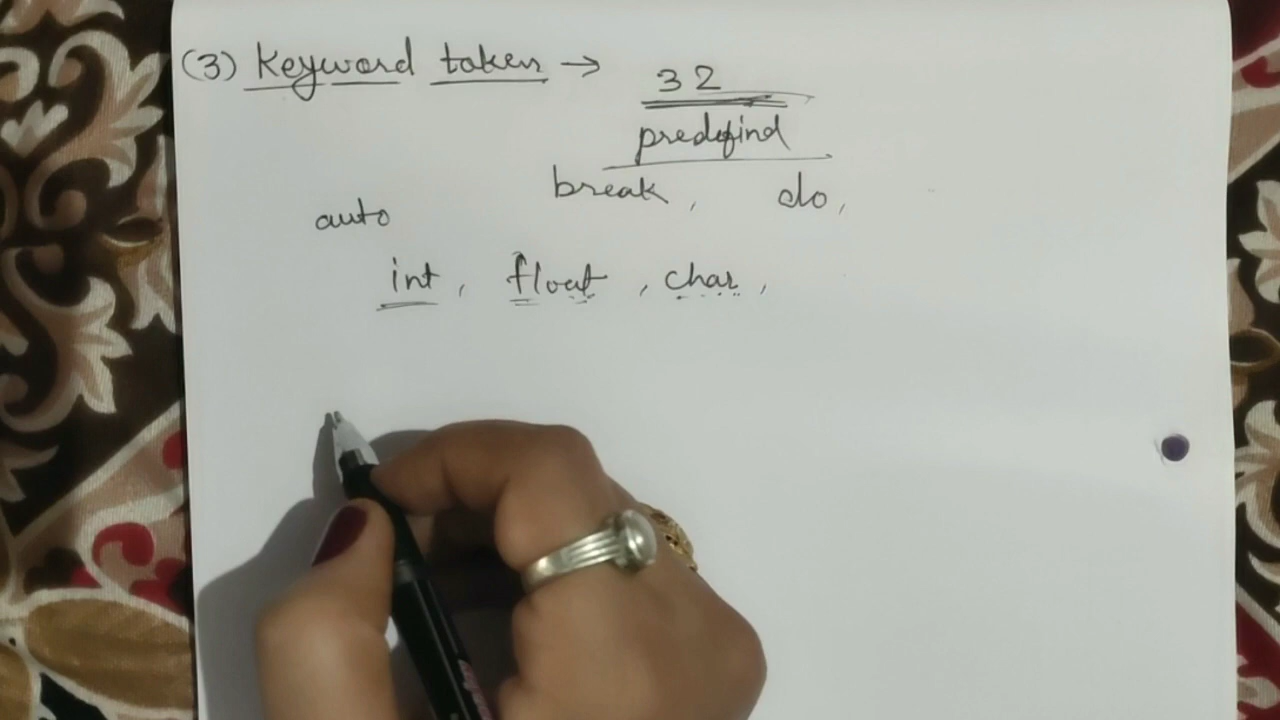 (3) Keyword token →
32
predefind
break, do,
auto
int, float, char,